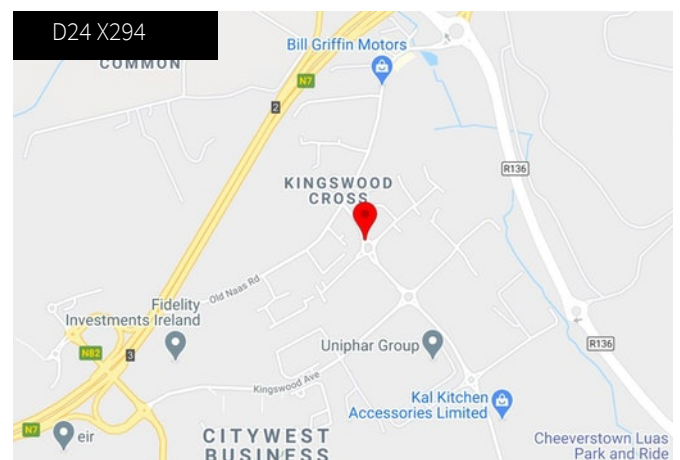 D24 X294
COMMON
Bill Griffin Motors
N7
2
R136
KINGSWOOD
CROSS
Old Naas Rd
Fidelity
Investments Ireland
Uniphar Group
R136
N82
3
Kingswood Ave
Kal Kitchen
Accessories Limited
N7
eir
CITYWEST
BUSINESS
Cheeverstown Luas
Park and Ride